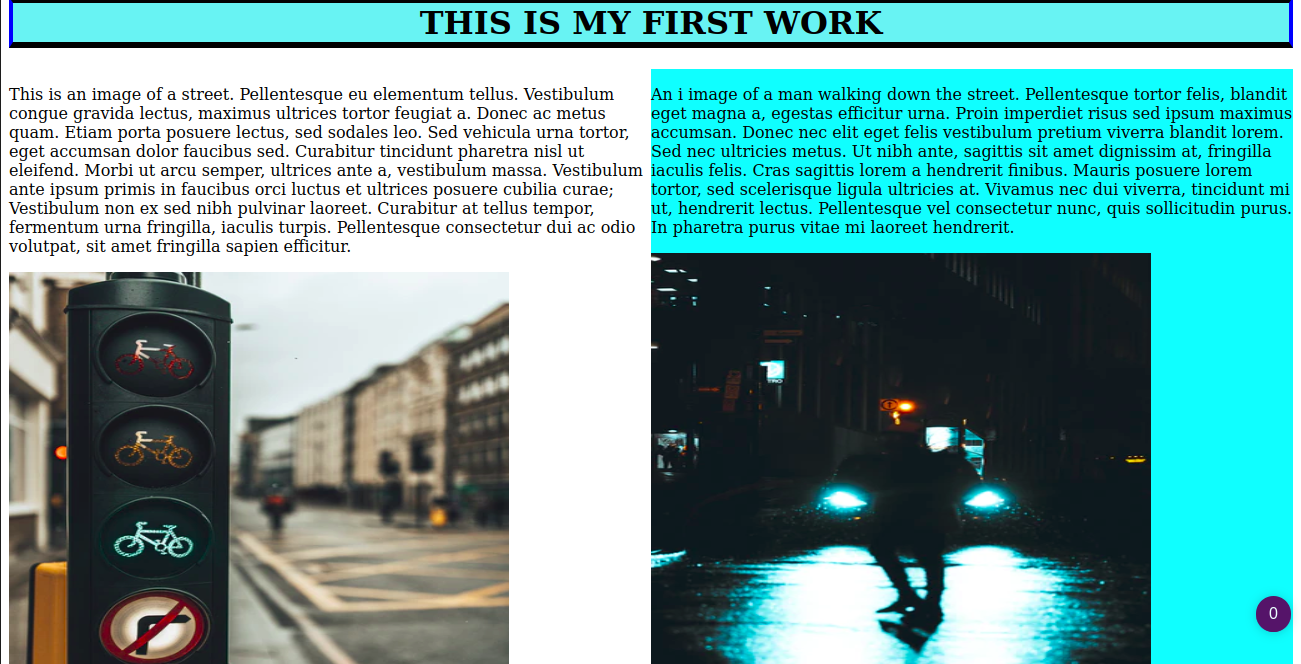 THIS IS MY FIRST WORK
This is an image of a street. Pellentesque eu elementum tellus. Vestibulum
congue gravida lectus, maximus ultrices tortor feugiat a. Donec ac metus
quam. Etiam porta posuere lectus, sed sodales leo. Sed vehicula urna tortor,
eget accumsan dolor faucibus sed. Curabitur tincidunt pharetra nisl ut
eleifend. Morbi ut arcu semper, ultrices ante a, vestibulum massa. Vestibulum
ante ipsum primis in faucibus orci luctus et ultrices posuere cubilia curae;
Vestibulum non ex sed nibh pulvinar laoreet. Curabitur at tellus tempor,
fermentum urna fringilla, iaculis turpis. Pellentesque consectetur dui ac odio
volutpat, sit amet fringilla sapien efficitur.
An i image of a man walking down the street. Pellentesque tortor felis, blandit
eget magna a, egestas efficitur urna. Proin imperdiet risus sed ipsum maximus
accumsan. Donec nec elit eget felis vestibulum pretium viverra blandit lorem.
Sed nec ultricies metus. Ut nibh ante, sagittis sit amet dignissim at, fringilla
iaculis felis. Cras sagittis lorem a hendrerit finibus. Mauris posuere lorem
tortor, sed scelerisque ligula ultricies at. Vivamus nec dui viverra, tincidunt mi
ut, hendrerit lectus. Pellentesque vel consectetur nunc, quis sollicitudin purus.
In pharetra purus vitae mi laoreet hendrerit.
0